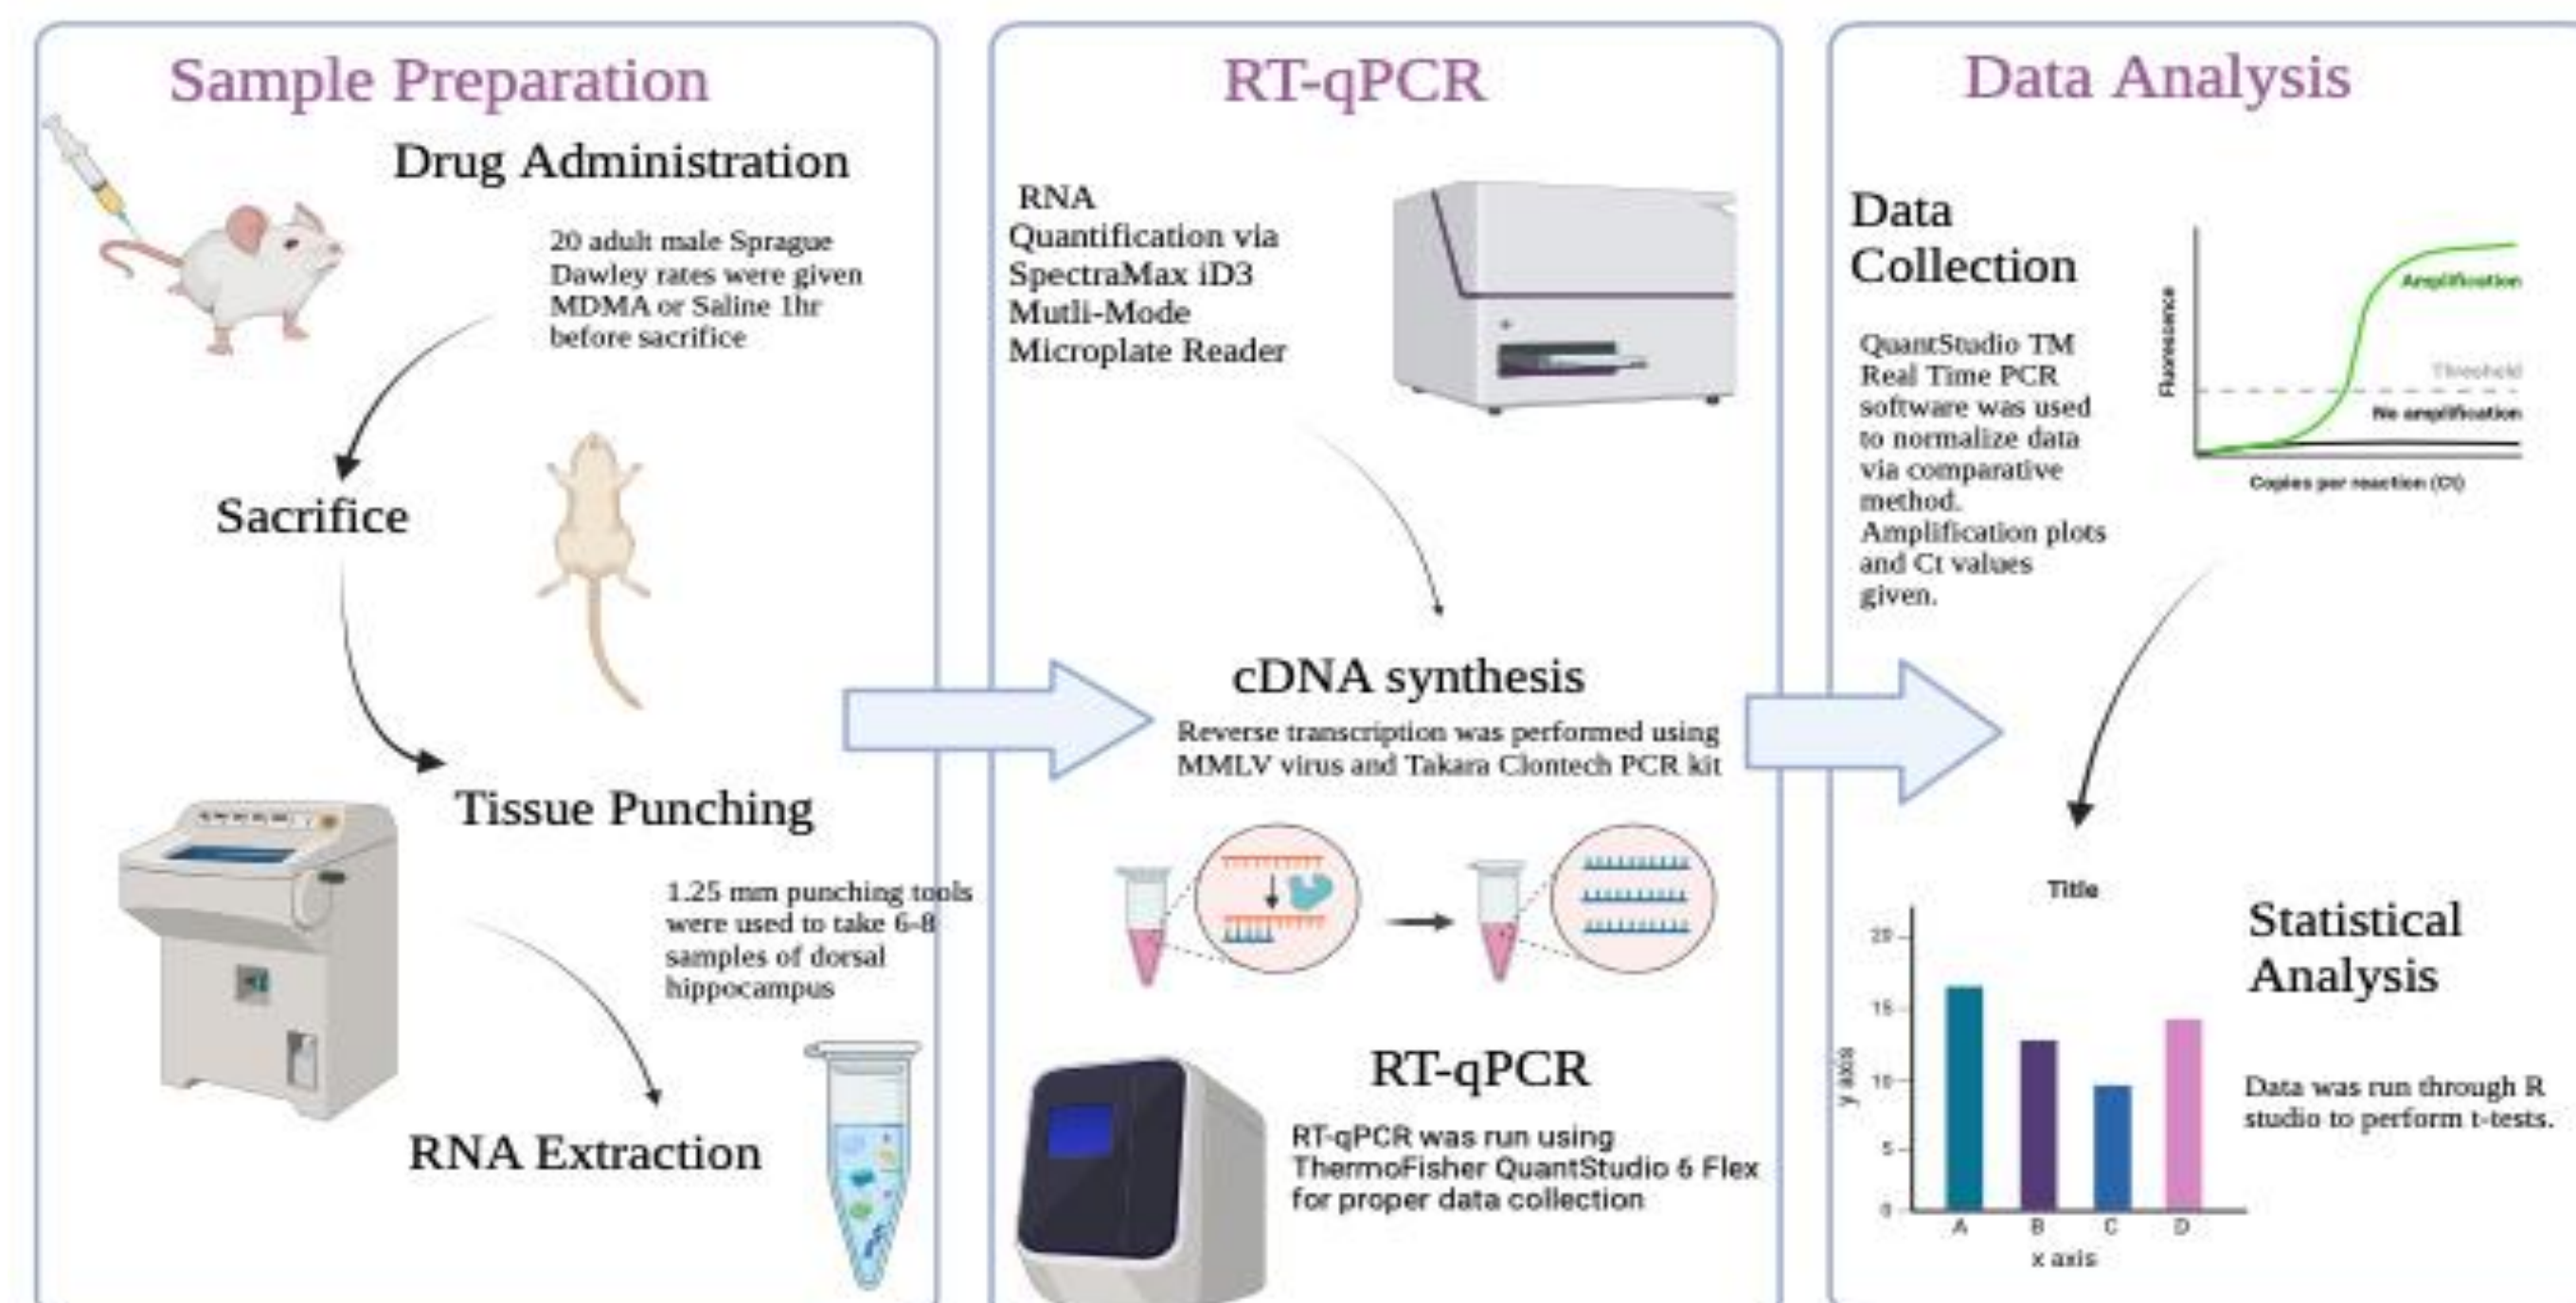 Sample Preparation
Drug Administration
20 adult male Sprague
Dawley rates were given
MDMA or Saline 1hr
before sacrifice
Sacrifice
Tissue Punching
1.25 mm punching tools
were used to take 6-8
samples of dorsal
hippocampus
RNA Extraction
RT-qPCR
RNA
Quantification via
SpectraMax iD3
Mutli-Mode
Microplate Reader
cDNA synthesis
Reverse transcription was performed using
MMLV virus and Takara Clontech PCR kit
RT-qPCR
RT-qPCR was run using
ThermoFisher QuantStudio 6 Flex
for proper data collection
Data Analysis
Data
Collection
QuantStudio TM
Real Time PCR
software was used
to normalize data
via comparative
method.
Amplification plots
and Ct values
given.
Fluorescence
Amplification
Threshold
No amplification
Copies per reaction (Ct)
Title
20
15
10
5
0
y axis
A B C D
x axis
Statistical
Analysis
Data was run through R
studio to perform t-tests.